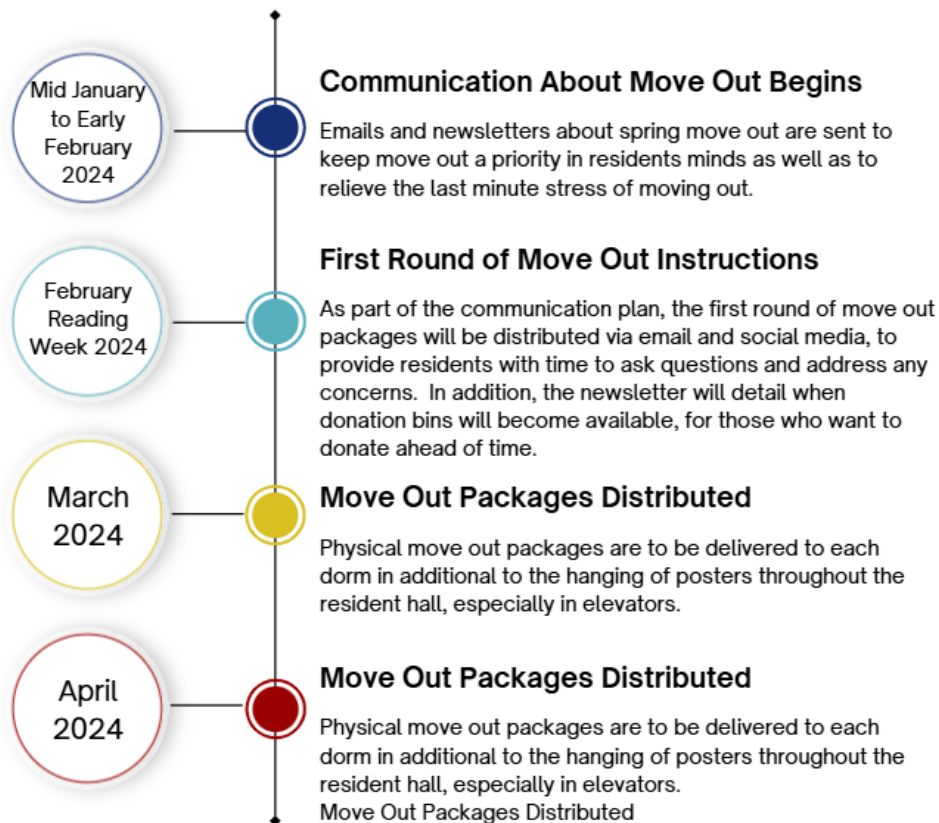 Mid January
to Early
February
2024
Communication About Move Out Begins
Emails and newsletters about spring move out are sent to
keep move out a priority in residents minds as well as to
relieve the last minute stress of moving out.
February
Reading
Week 2024
First Round of Move Out Instructions
As part of the communication plan, the first round of move out
packages will be distributed via email and social media, to
provide residents with time to ask questions and address any
concerns. In addition, the newsletter will detail when
donation bins will become available, for those who want to
donate ahead of time.
March
2024
Move Out Packages Distributed
Physical move out packages are to be delivered to each
dorm in additional to the hanging of posters throughout the
resident hall, especially in elevators.
April
2024
Move Out Packages Distributed
Physical move out packages are to be delivered to each
dorm in additional to the hanging of posters throughout the
resident hall, especially in elevators.
Move Out Packages Distributed